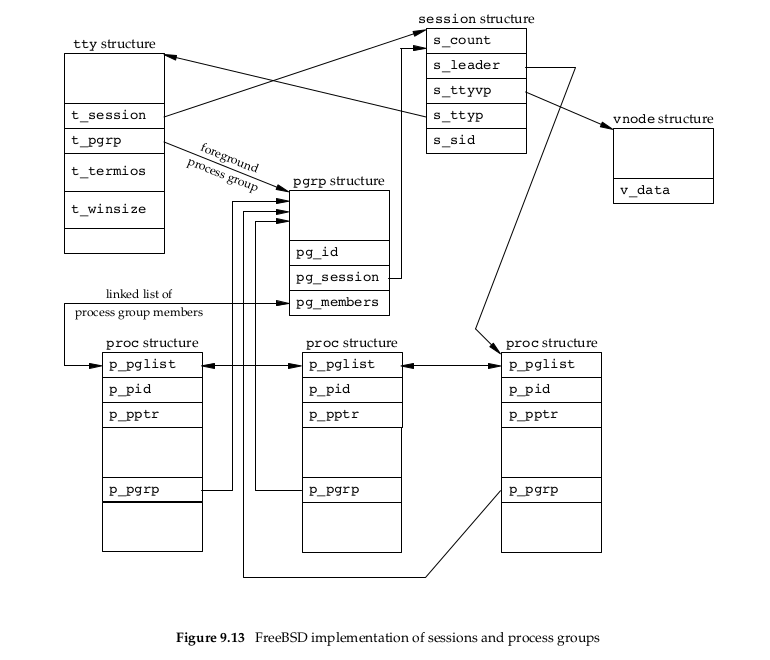 session structure
s_count
s_leader
s_ttyvp
s_ttyp
s_sid
tty structure
t_session
t_pgrp
t_termios
t_winsize
foreground
process group
vnode structure
v_data
pgrp structure
pg_id
pg_session
pg_members
linked list of
process group members
proc structure
p_pglist
p_pid
p_pptr
p_pgrp
proc structure
p_pglist
p_pid
p_pptr
p_pgrp
proc structure
p_pglist
p_pid
p_pptr
p_pgrp
Figure 9.13 FreeBSD implementation of sessions and process groups